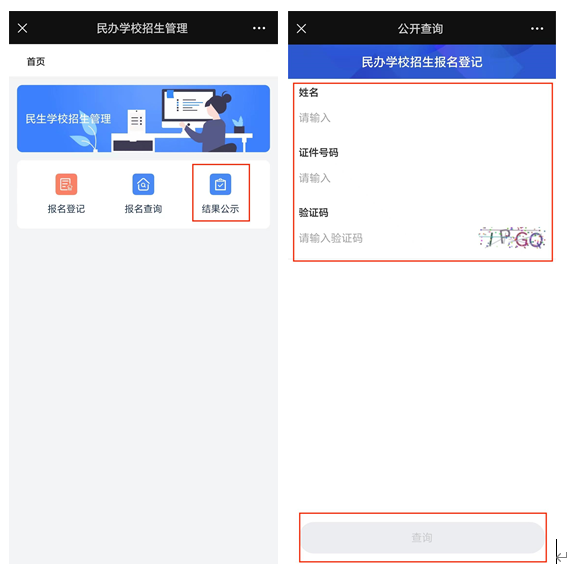 民办学校招生管理
首页
民生学校招生管理
报名登记
报名查询
结果公示
公开查询
民办学校招生报名登记
姓名
请输入
证件号码
请输入
验证码
请输入验证码
IPGQ
查询